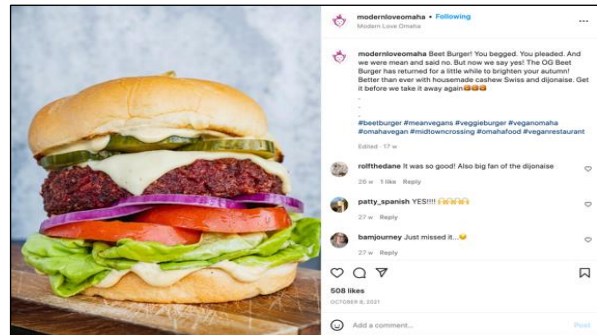 modernloveomaha • Following
Modern Love Omaha
modernloveomaha Beet Burger! You begged. You pleaded. And
we were mean and said no. But now we say yes! The OG Beet
Burger has returned for a little while to brighten your autumn!
Better than ever with housemade cashew Swiss and dijonaise. Get
it before we take it away again🍔🍔🍔
.
.
.
#beetburger #meanvegans #veggieburger #veganomaha
#omahavegan #midtowncrossing #omahafood #veganrestaurant
Edited · 17 w
rolfthedane It was so good! Also big fan of the dijonaise
26 w 1 like Reply
patty_spanish YES!!!! 🙌🙌🙌🙌
27 w Reply
bamjourney Just missed it...😢
27 w Reply
508 likes
OCTOBER 8, 2021
Add a comment...
Post